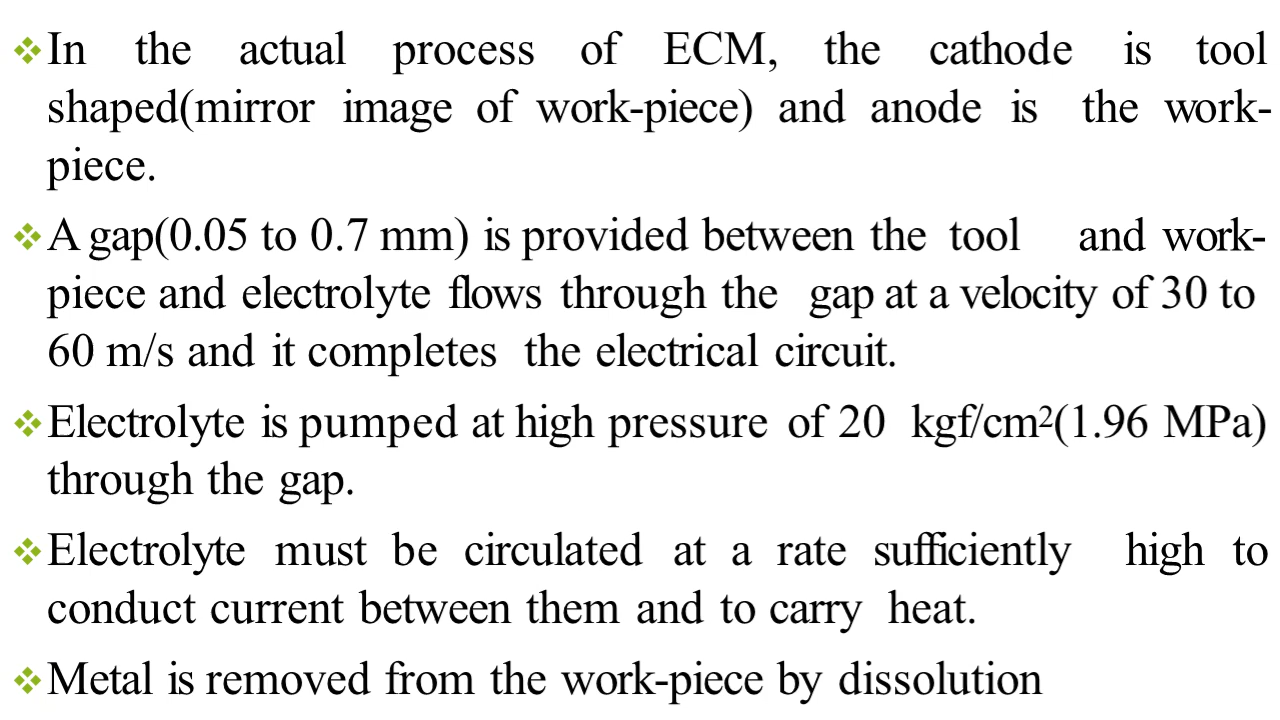 ❖In the actual process of ECM, the cathode is tool
shaped(mirror image of work-piece) and anode is the work-
piece.
❖A gap(0.05 to 0.7 mm) is provided between the tool and work-
piece and electrolyte flows through the gap at a velocity of 30 to
60 m/s and it completes the electrical circuit.
❖Electrolyte is pumped at high pressure of 20 kgf/cm2(1.96 MPa)
through the gap.
❖Electrolyte must be circulated at a rate sufficiently high to
conduct current between them and to carry heat.
❖Metal is removed from the work-piece by dissolution